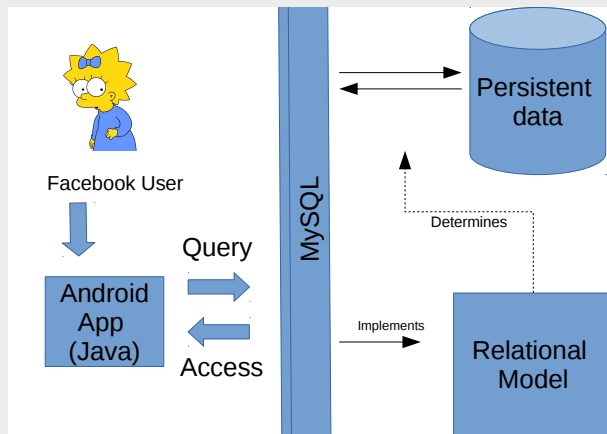 Persistent
data
Facebook User
MySQL
Determines
Query
Android
App
(Java)
Implements
Access
Relational
Model